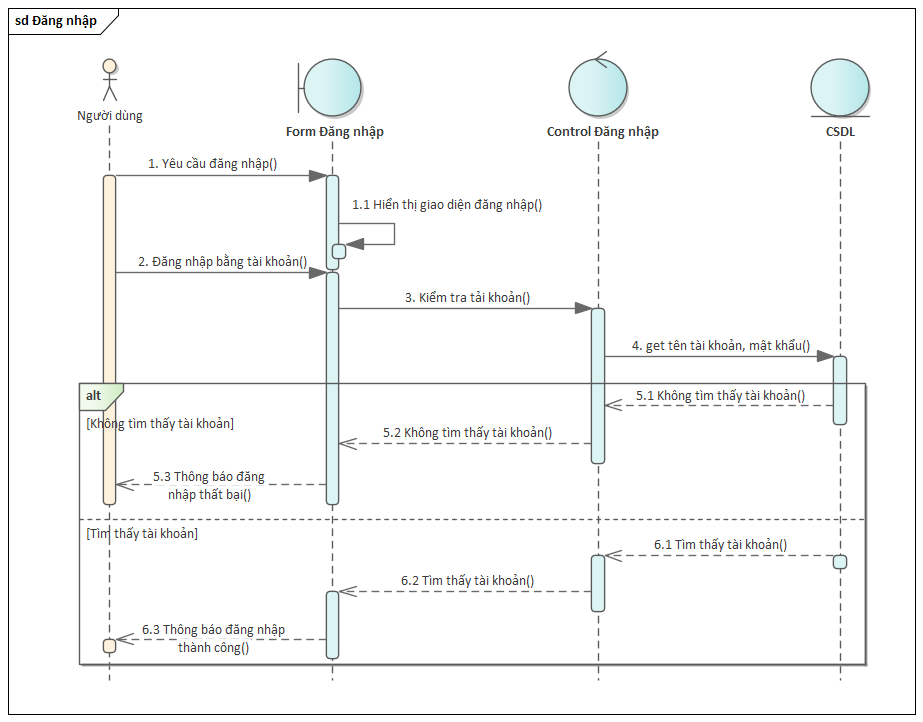 sd Đăng nhập
Người dùng
Form Đăng nhập
Control Đăng nhập
CSDL
1. Yêu cầu đăng nhập()
1.1 Hiển thị giao diện đăng nhập()
2. Đăng nhập bằng tài khoản()
3. Kiểm tra tải khoản()
4. get tên tài khoản, mật khẩu()
alt
5.1 Không tìm thấy tài khoản()
[Không tìm thấy tài khoản]
5.2 Không tìm thấy tài khoản()
5.3 Thông báo đăng
nhập thất bại()
[Tìm thấy tài khoản]
6.1 Tìm thấy tài khoản()
6.2 Tìm thấy tài khoản()
6.3 Thông báo đăng nhập
thành công()